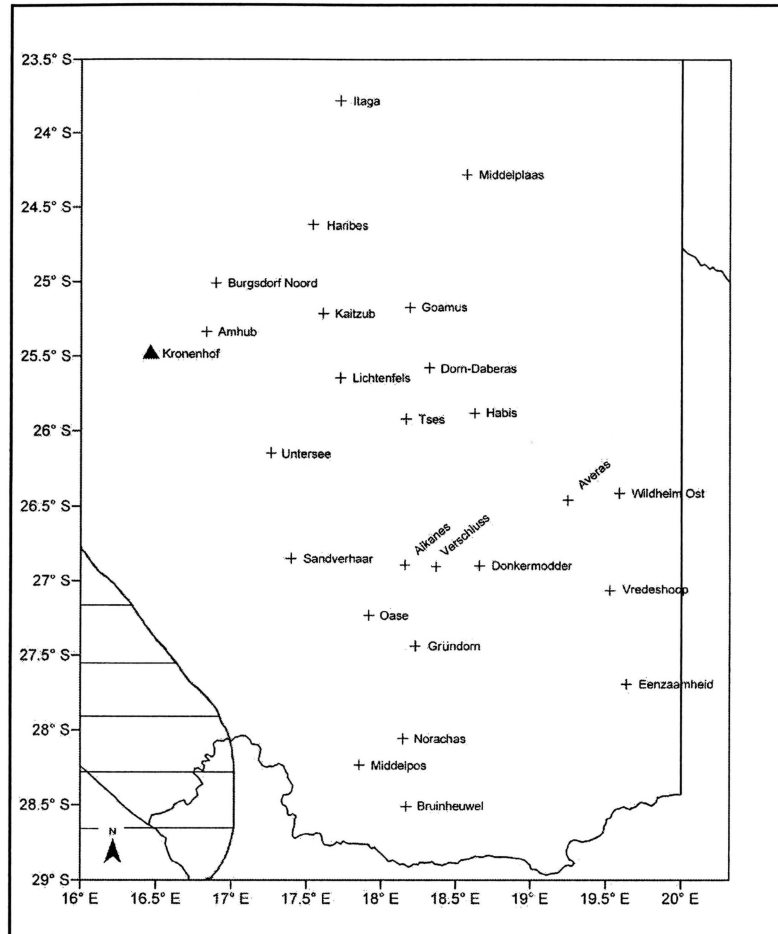 23.5° S
Itaga
24° S
Middelplaas
24.5° S
Haribes
25° S
Burgsdorf Noord
Kaitzub
Goamus
Amhub
25.5° S
Kronenhof
Lichtenfels
Dorn-Daberas
26° S
Tses
Habis
Untersee
26.5° S
Averas
Wildheim Ost
Aikanes
Verschluss
Sandverhaar
Donkermodder
27° S
Vredeshoop
Oase
27.5° S
Gründorn
Eenzaamheid
28° S
Norachas
Middelpos
28.5° S
Bruinheuwel
N
29° S
16° E 16.5° E 17° E 17.5° E 18° E 18.5° E 19° E 19.5° E 20° E